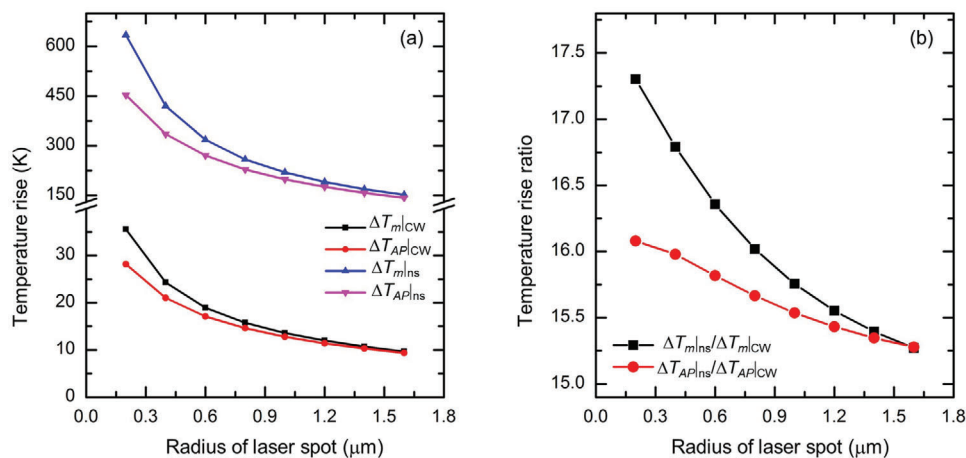 (a)
600
450
300
150
30
20
10
0
0.0 0.3 0.6 0.9 1.2 1.5 1.8
Temperature rise (K)
Radius of laser spot (μm)
ΔTm|CW
ΔTAP|CW
ΔTm|ns
ΔTAP|ns
(b)
17.5
17.0
16.5
16.0
15.5
15.0
0.0 0.3 0.6 0.9 1.2 1.5 1.8
Temperature rise ratio
Radius of laser spot (μm)
ΔTm|ns/ΔTm|CW
ΔTAP|ns/ΔTAP|CW